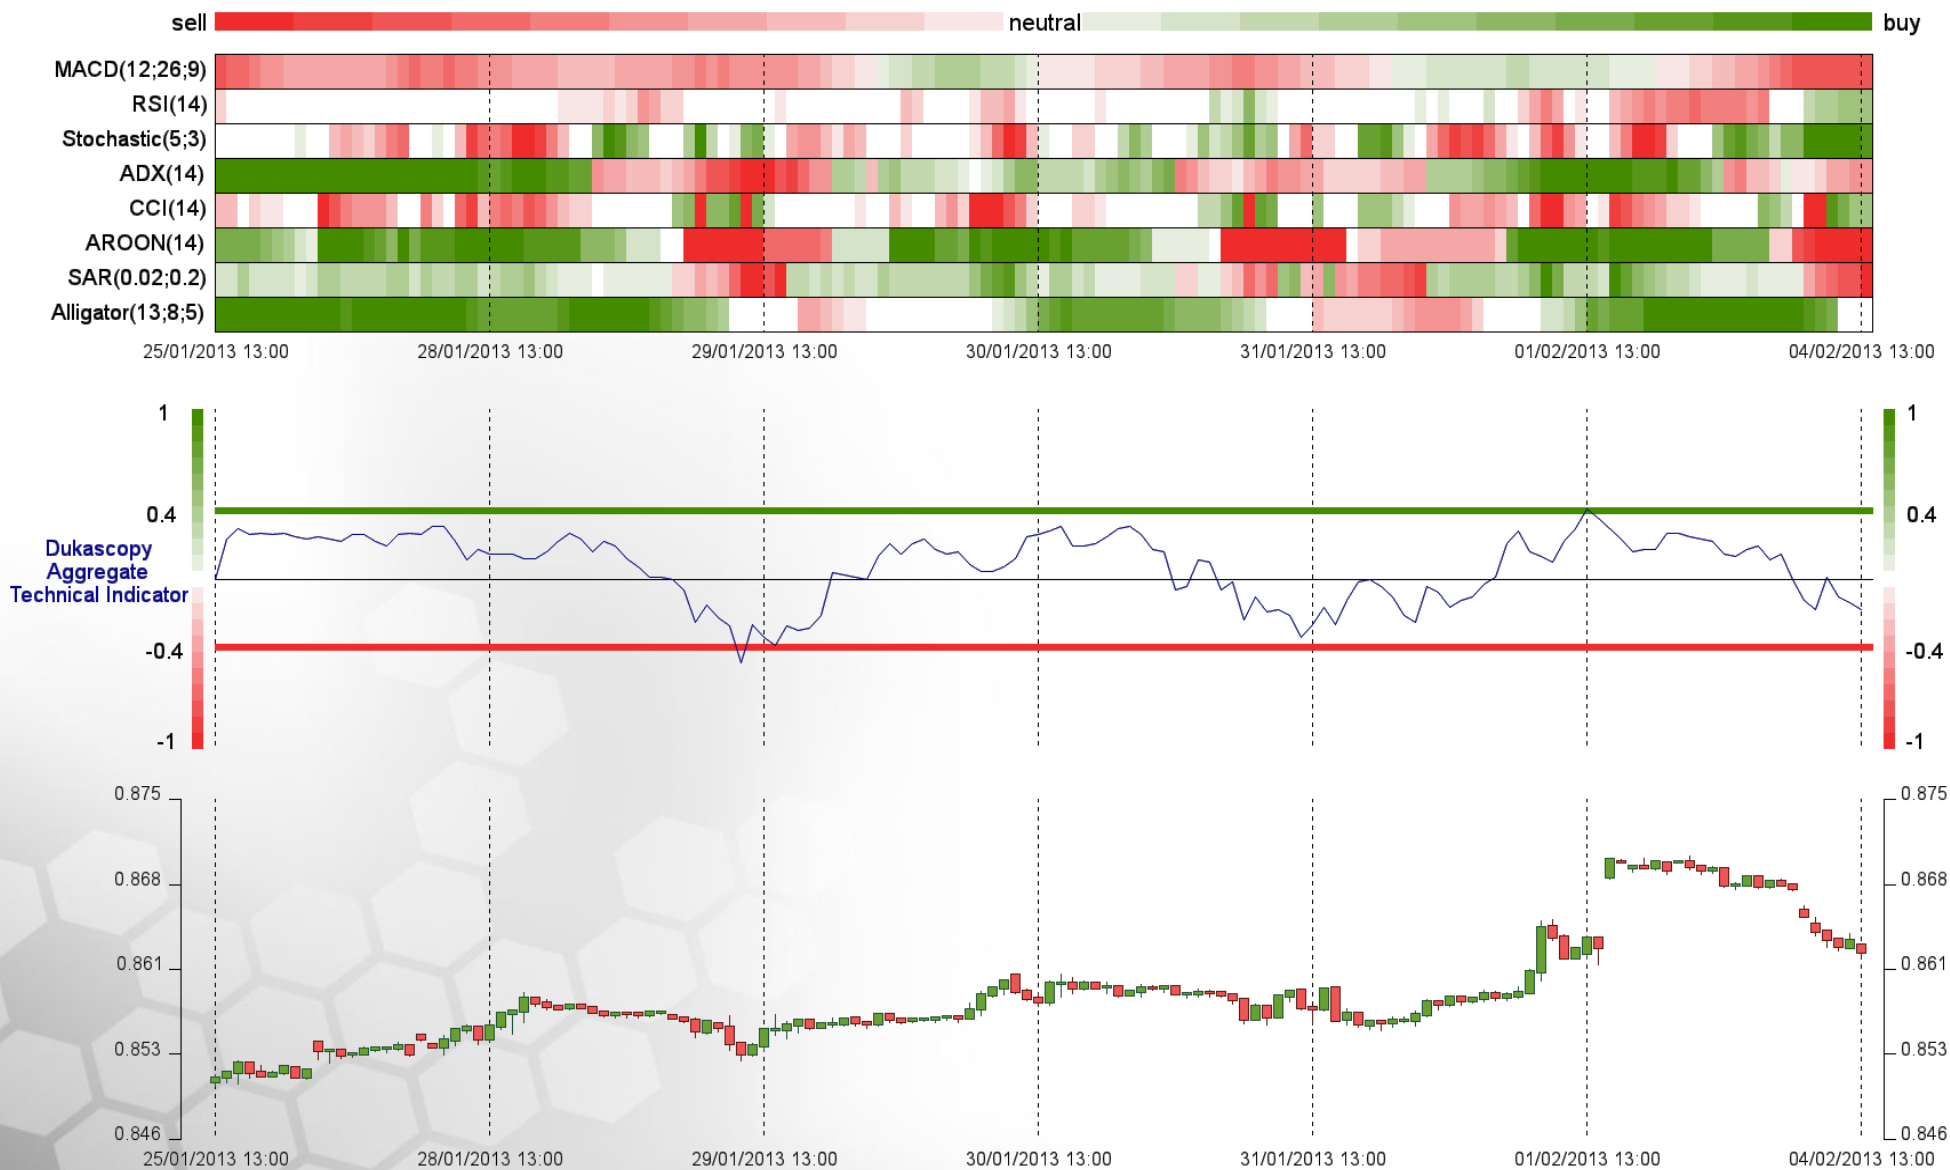 sell neutral buy
MACD(12;26;9)
RSI(14)
Stochastic(5;3)
ADX(14)
CCI(14)
AROON(14)
SAR(0.02;0.2)
Alligator(13;8;5)
25/01/2013 13:00 28/01/2013 13:00 29/01/2013 13:00 30/01/2013 13:00 31/01/2013 13:00 01/02/2013 13:00 04/02/2013 13:00
1 1
0.4 0.4
Dukascopy
Aggregate
Technical Indicator
-0.4 -0.4
-1 -1
0.875 0.875
0.868 0.868
0.861 0.861
0.853 0.853
0.846 0.846
25/01/2013 13:00 28/01/2013 13:00 29/01/2013 13:00 30/01/2013 13:00 31/01/2013 13:00 01/02/2013 13:00 04/02/2013 13:00